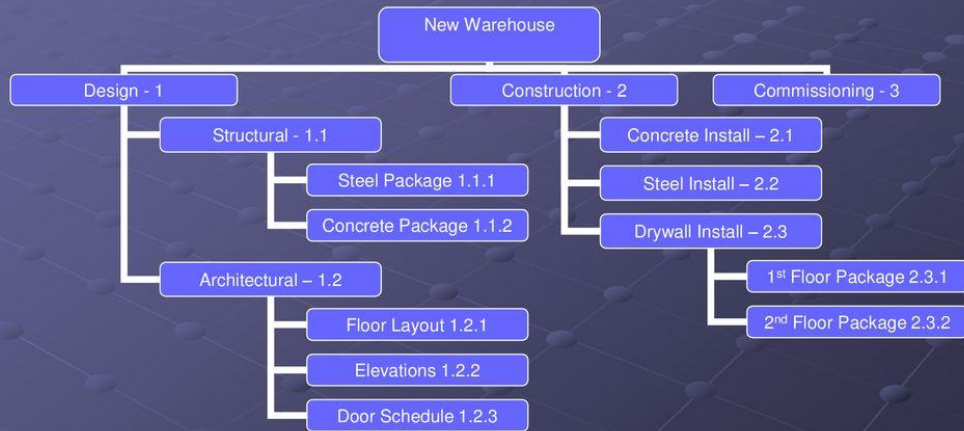 New Warehouse
Design - 1
Construction - 2
Commissioning - 3
Structural - 1.1
Steel Package 1.1.1
Concrete Package 1.1.2
Architectural – 1.2
Floor Layout 1.2.1
Elevations 1.2.2
Door Schedule 1.2.3
Concrete Install – 2.1
Steel Install – 2.2
Drywall Install – 2.3
1st Floor Package 2.3.1
2nd Floor Package 2.3.2